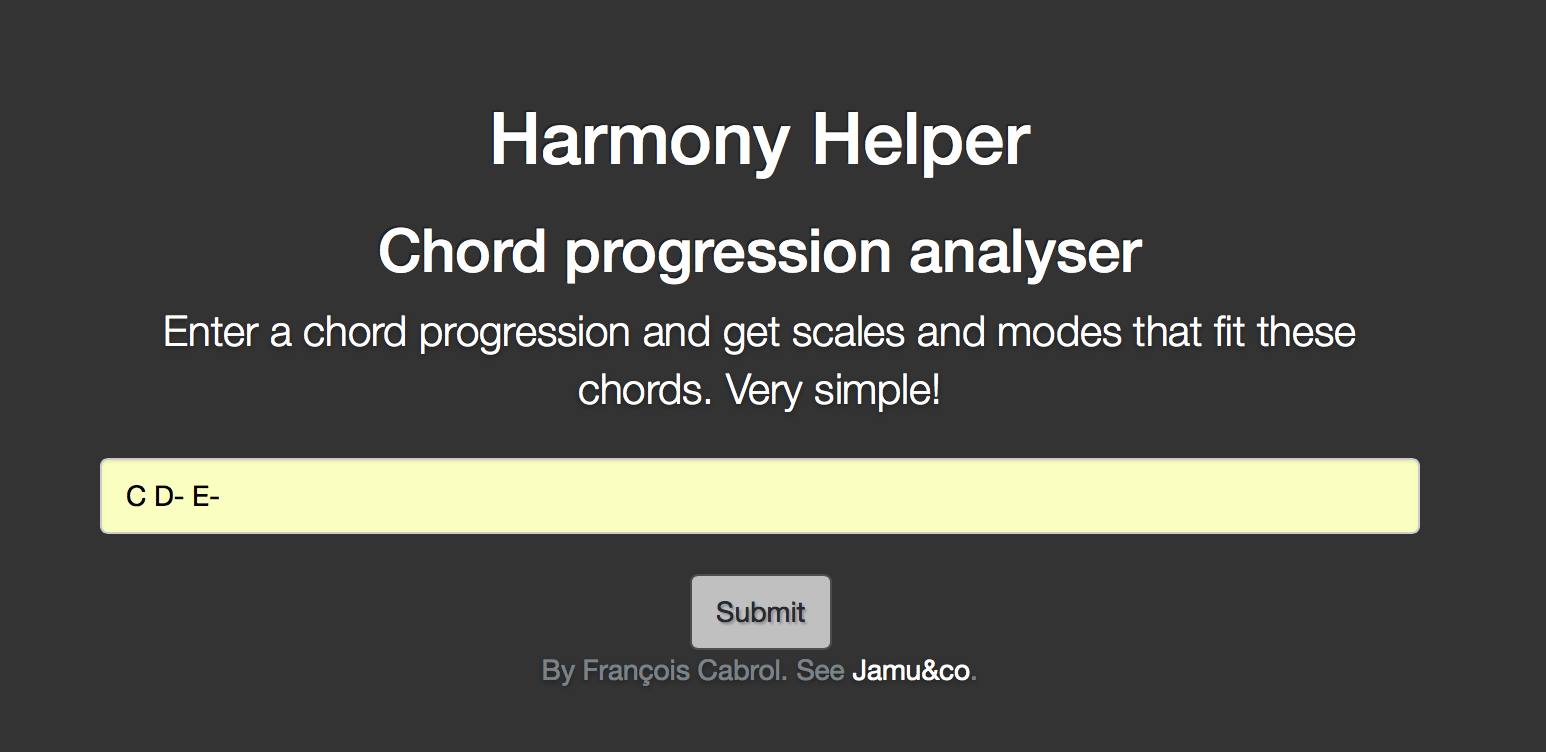 Harmony Helper
Chord progression analyser
Enter a chord progression and get scales and modes that fit these
chords. Very simple!
C D- E-
Submit
By François Cabrol. See Jamu&co.